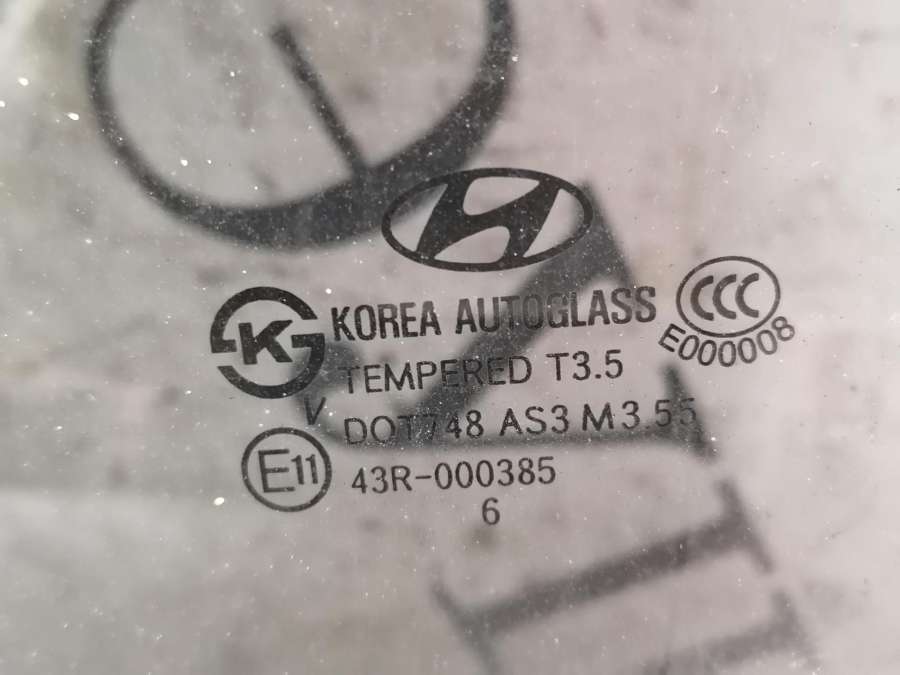 KOREA AUTOGLASS
K
CCC
E000008
TEMPERED T3.5
V
DOT748 AS3 M3.55
E11
43R-000385
6